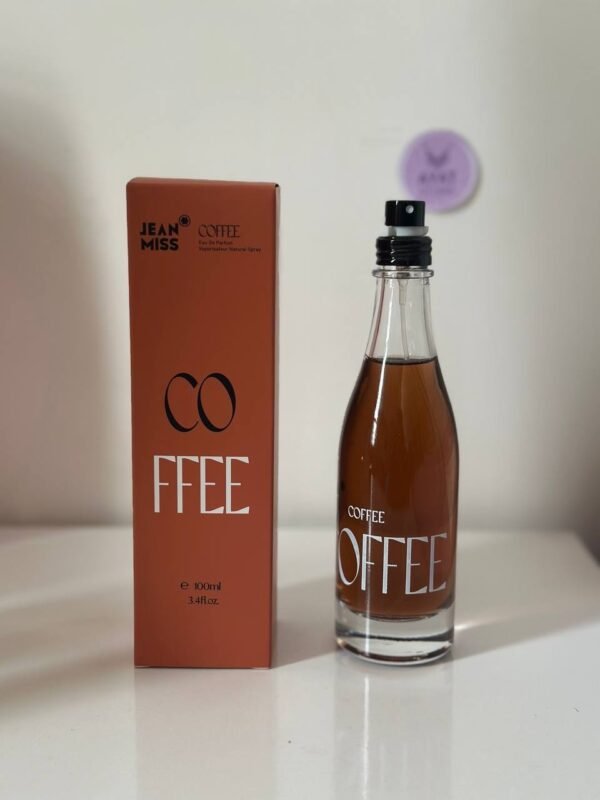 JEAN
MISS
COFFEE
Eau De Parfum
Vaporisateur Natural Spray
CO
FFEE
e 100ml
3.4fl.oz.
COFFEE
OFFEE